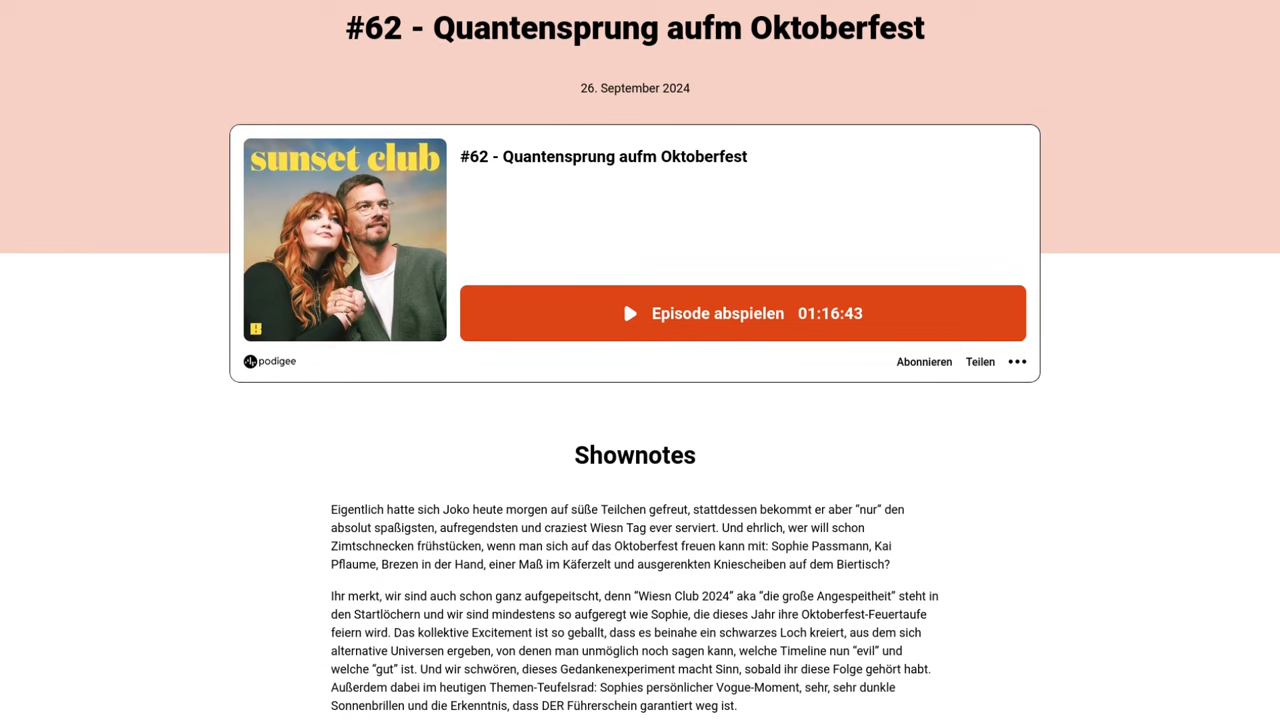 #62 - Quantensprung aufm Oktoberfest
26. September 2024
sunset club
#62 - Quantensprung aufm Oktoberfest
Episode abspielen 01:16:43
podigee
Abonnieren Teilen •••
Shownotes
Eigentlich hatte sich Joko heute morgen auf süße Teilchen gefreut, stattdessen bekommt er aber “nur” den
absolut spaßigsten, aufregendsten und craziest Wiesn Tag ever serviert. Und ehrlich, wer will schon
Zimtschnecken frühstücken, wenn man sich auf das Oktoberfest freuen kann mit: Sophie Passmann, Kai
Pflaume, Brezen in der Hand, einer Maß im Käferzelt und ausgerenkten Kniescheiben auf dem Biertisch?
Ihr merkt, wir sind auch schon ganz aufgepeitscht, denn “Wiesn Club 2024” aka “die große Angespeitheit” steht in
den Startlöchern und wir sind mindestens so aufgeregt wie Sophie, die dieses Jahr ihre Oktoberfest-Feuertaufe
feiern wird. Das kollektive Excitement ist so geballt, dass es beinahe ein schwarzes Loch kreiert, aus dem sich
alternative Universen ergeben, von denen man unmöglich noch sagen kann, welche Timeline nun “evil” und
welche “gut” ist. Und wir schwören, dieses Gedankenexperiment macht Sinn, sobald ihr diese Folge gehört habt.
Außerdem dabei im heutigen Themen-Teufelsrad: Sophies persönlicher Vogue-Moment, sehr, sehr dunkle
Sonnenbrillen und die Erkenntnis, dass DER Führerschein garantiert weg ist.